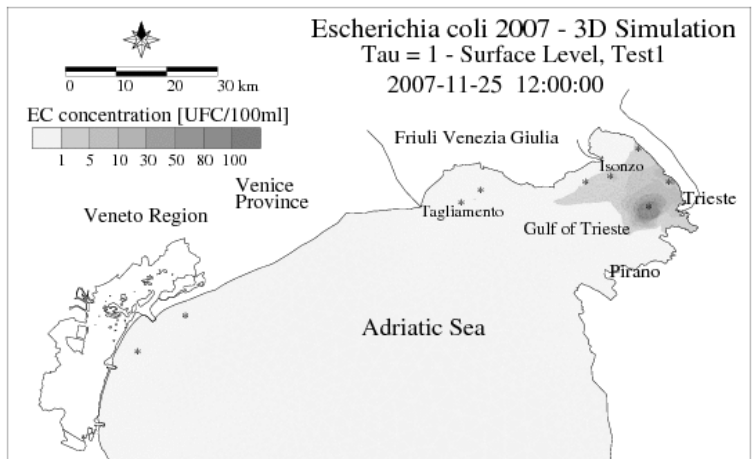 Escherichia coli 2007 - 3D Simulation
Tau = 1 - Surface Level, Test1
2007-11-25 12:00:00
0 10 20 30 km
EC concentration [UFC/100ml]
1 5 10 30 50 80 100
Friuli Venezia Giulia
Isonzo
Venice
Province
Trieste
Veneto Region
Tagliamento
Gulf of Trieste
Pirano
Adriatic Sea